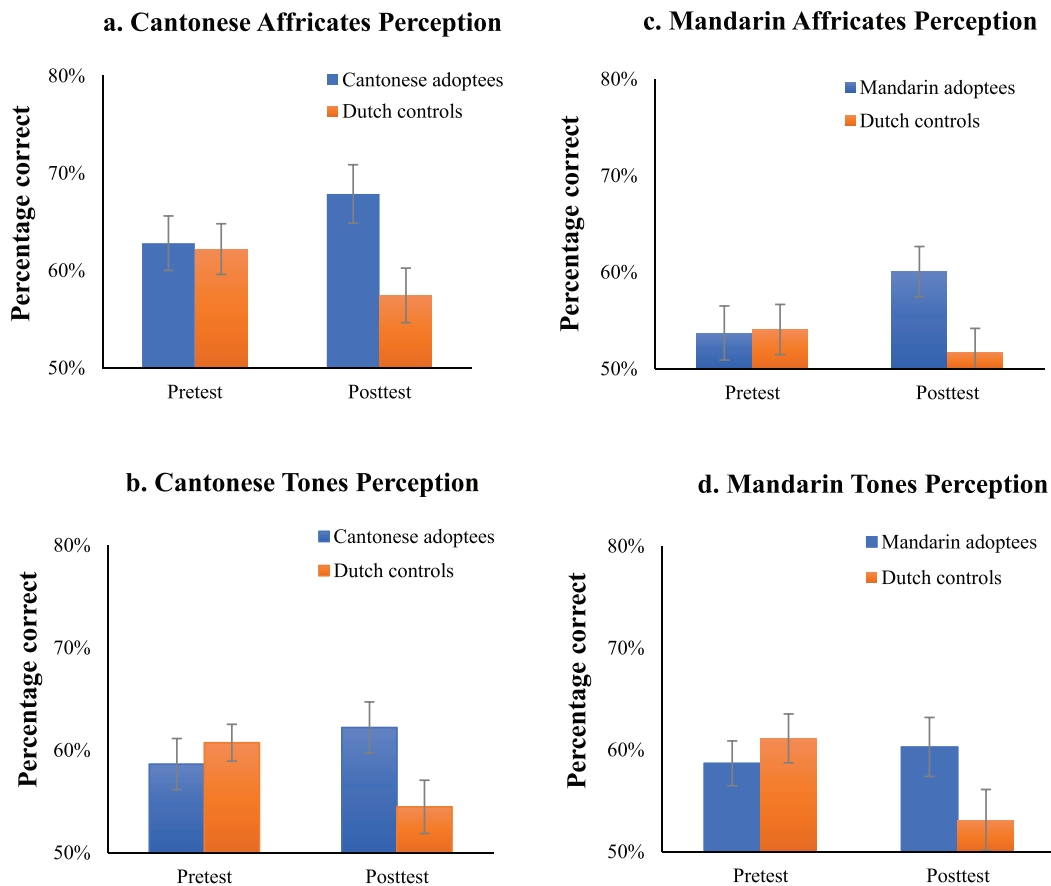 a. Cantonese Affricates Perception
80%
70%
60%
50%
Percentage correct
Cantonese adoptees
Dutch controls
Pretest
Posttest
c. Mandarin Affricates Perception
80%
70%
60%
50%
Percentage correct
Mandarin adoptees
Dutch controls
Pretest
Posttest
b. Cantonese Tones Perception
80%
70%
60%
50%
Percentage correct
Cantonese adoptees
Dutch controls
Pretest
Posttest
d. Mandarin Tones Perception
80%
70%
60%
50%
Percentage correct
Mandarin adoptees
Dutch controls
Pretest
Posttest